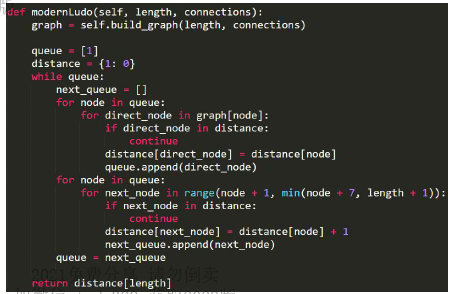 def modernLudo(self, length, connections):
    graph = self.build_graph(length, connections)

    queue = [1]
    distance = {1: 0}
    while queue:
        next_queue = []
        for node in queue:
            for direct_node in graph[node]:
                if direct_node in distance:
                    continue
                distance[direct_node] = distance[node]
                queue.append(direct_node)
        for node in queue:
            for next_node in range(node + 1, min(node + 7, length + 1)):
                if next_node in distance:
                    continue
                distance[next_node] = distance[node] + 1
                next_queue.append(next_node)
        queue = next_queue

    return distance[length]